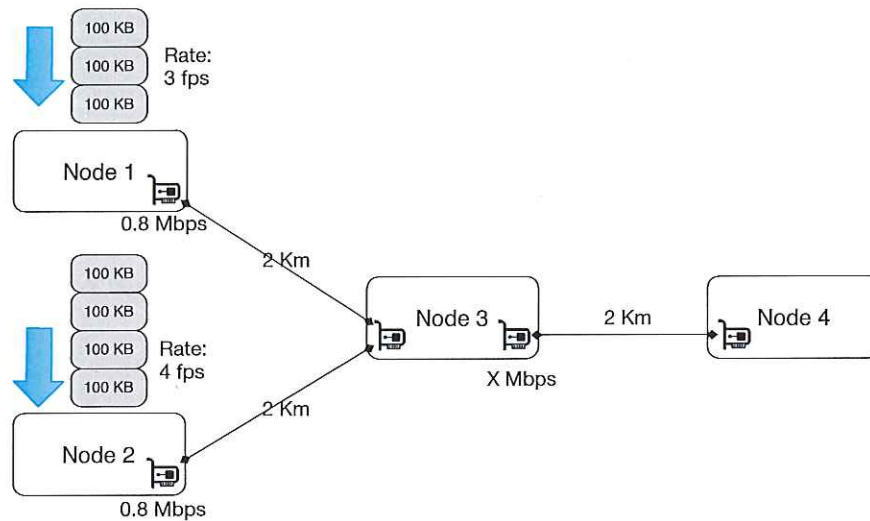 100 KB
100 KB
100 KB
Rate:
3 fps
Node 1
0.8 Mbps
2 Km
100 KB
100 KB
100 KB
100 KB
Rate:
4 fps
Node 2
0.8 Mbps
2 Km
Node 3
X Mbps
2 Km
Node 4